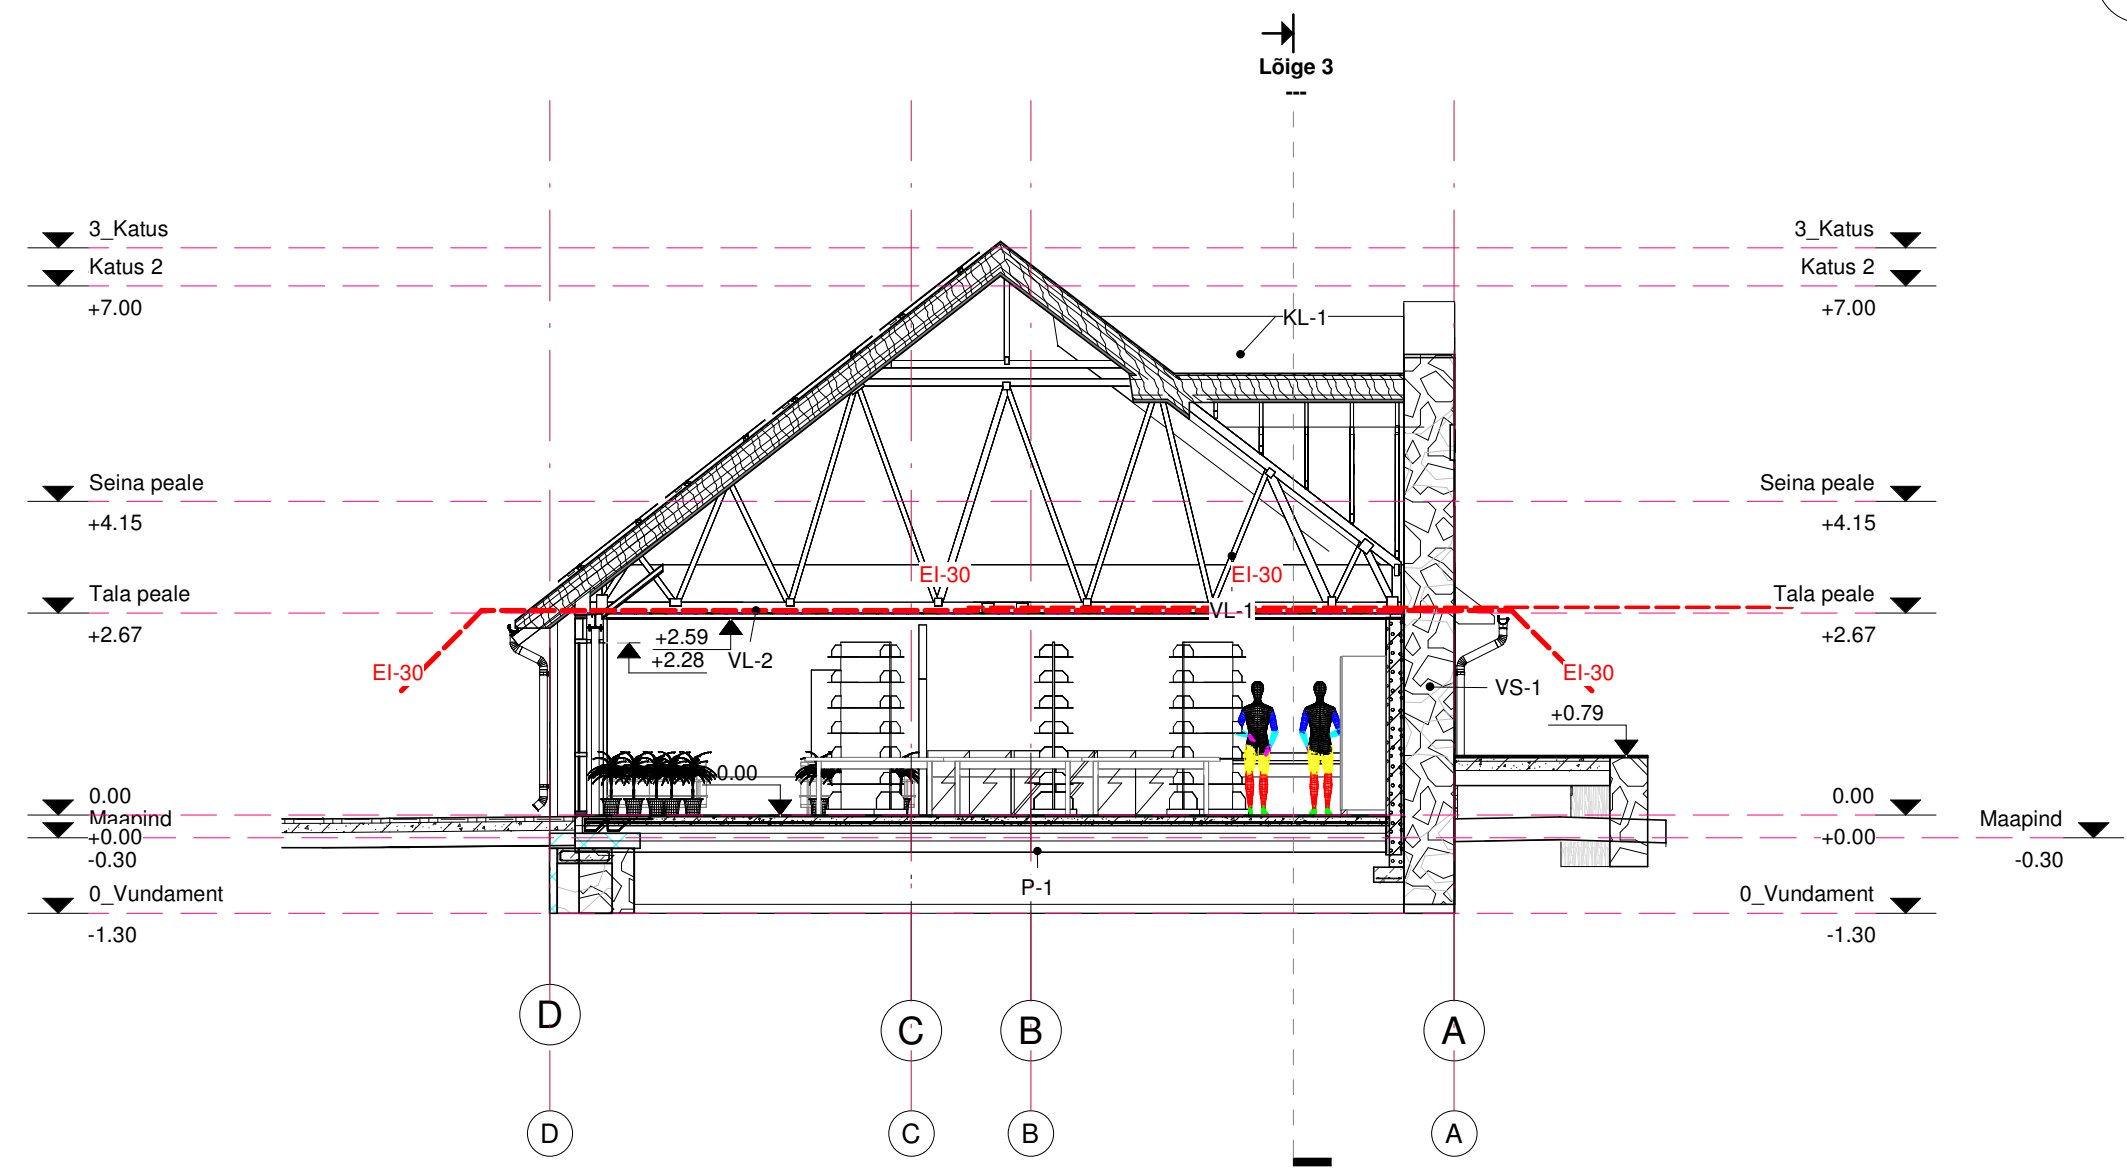 Lõige 3
---
3_Katus
3_Katus
Katus 2
Katus 2
+7.00
+7.00
KL-1
Seina peale
Seina peale
+4.15
+4.15
EI-30
EI-30
Tala peale
Tala peale
VL-1
+2.67
+2.67
+2.59
+2.28
VL-2
EI-30
EI-30
VS-1
+0.79
0.00
0.00
0.00
Maapind
Maapind
+0.00
+0.00
-0.30
-0.30
P-1
0_Vundament
0_Vundament
-1.30
-1.30
D
C
B
A
D
C
B
A